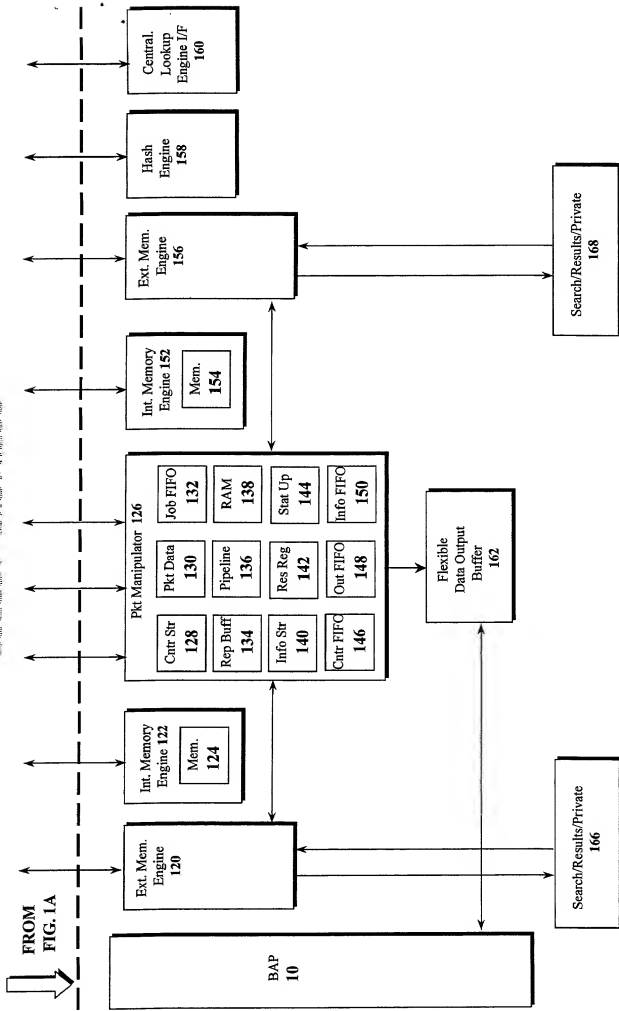 FROM
FIG. 1A
BAP
10
Ext. Mem.
Engine
120
Search/Results/Private
166
Int. Memory
Engine 122
Mem.
124
Pkt Manipulator 126
Cntr Str
128
Pkt Data
130
Job FIFO
132
Rep Buff
134
Pipeline
136
RAM
138
Info Str
140
Res Reg
142
Stat Up
144
Cntr FIFO
146
Out FIFO
148
Info FIFO
150
Flexible
Data Output
Buffer
162
Int. Memory
Engine 152
Mem.
154
Ext. Mem.
Engine
156
Search/Results/Private
168
Hash
Engine
158
Central.
Lookup
Engine I/F
160